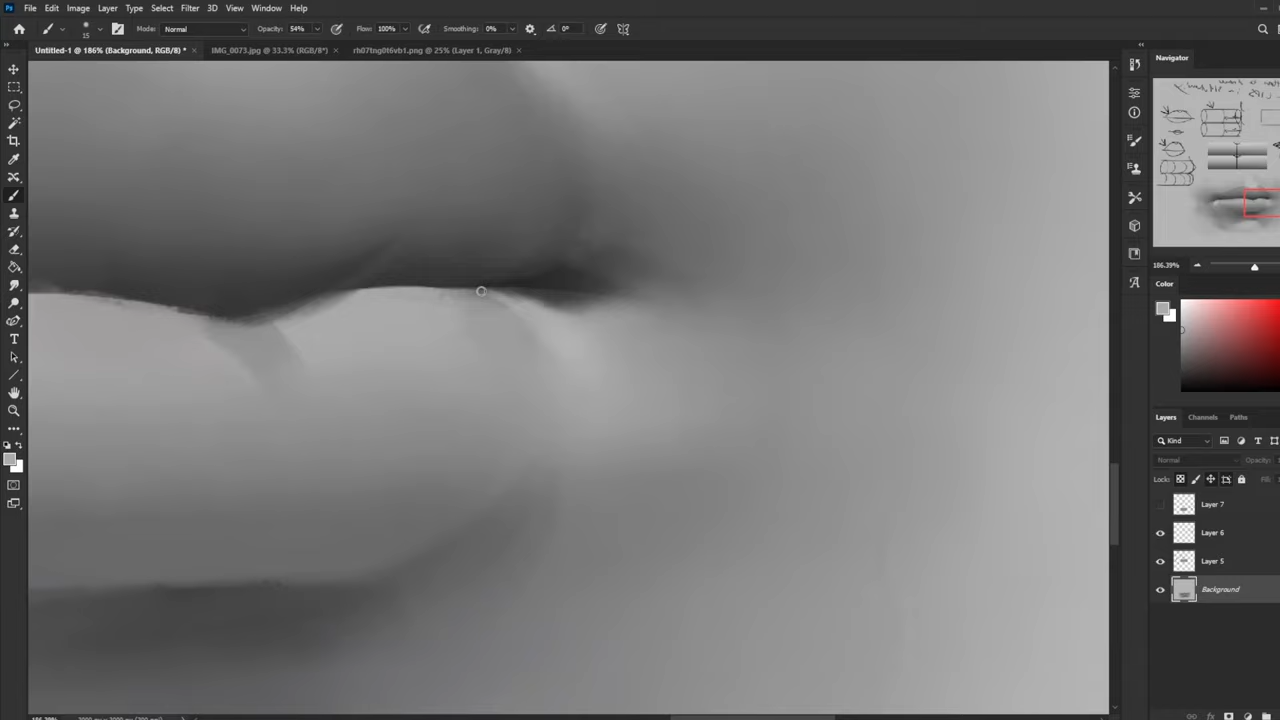 Ps File Edit Image Layer Type Select Filter 3D View Window Help
15 Mode: Normal Opacity: 54% Flow: 100% Smoothing: 0% 0°
Untitled-1 @ 186% (Background, RGB/8) * × IMG_0073.jpg @ 33.3% (RGB/8*) × rh07tng0t6vb1.png @ 25% (Layer 1, Gray/8) ×
Navigator
186.39%
Color
Layers Channels Paths
Kind
Normal Opacity:
Lock: Fill:
Layer 7
Layer 6
Layer 5
Background
fx